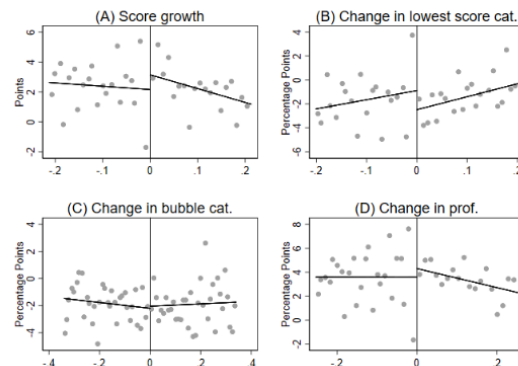 (A) Score growth
Points
6
4
2
0
-2
-.2 -.1 0 .1 .2
(B) Change in lowest score cat.
Percentage Points
4
2
0
-2
-4
-6
-.2 -.1 0 .1 .2
(C) Change in bubble cat.
Percentage Points
4
2
0
-2
-4
-.4 -.2 0 .2 .4
(D) Change in prof.
Percentage Points
8
6
4
2
0
-2
-.2 -.1 0 .1 .2